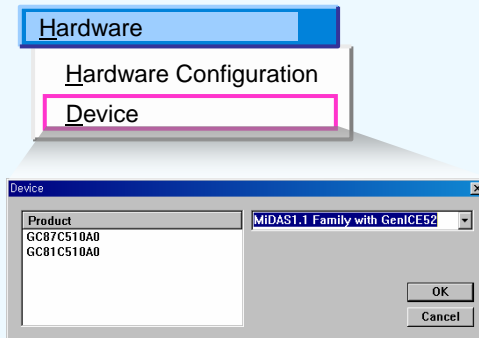 Hardware
Hardware Configuration
Device
Device
Product
MiDAS1.1 Family with GenICE52
GC87C510A0
GC81C510A0
OK
Cancel